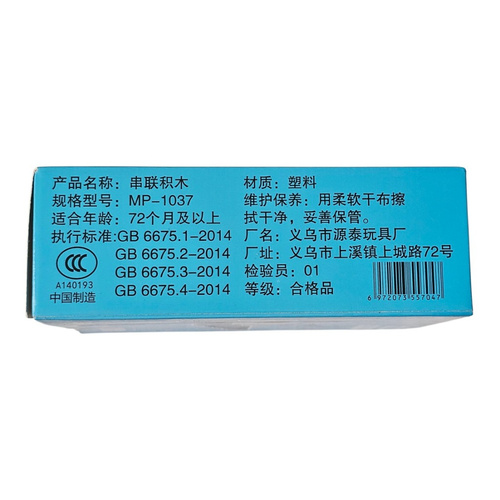 产品名称: 串联积木
规格型号: MP-1037
适合年龄: 72个月及以上
执行标准:GB 6675.1-2014
GB 6675.2-2014
GB 6675.3-2014
GB 6675.4-2014
CCC
A140193
中国制造
材质: 塑料
维护保养: 用柔软干布擦
拭干净,妥善保管。
厂名: 义乌市源泰玩具厂
厂址: 义乌市上溪镇上城路72号
检验员: 01
等级: 合格品
6 972073 557047